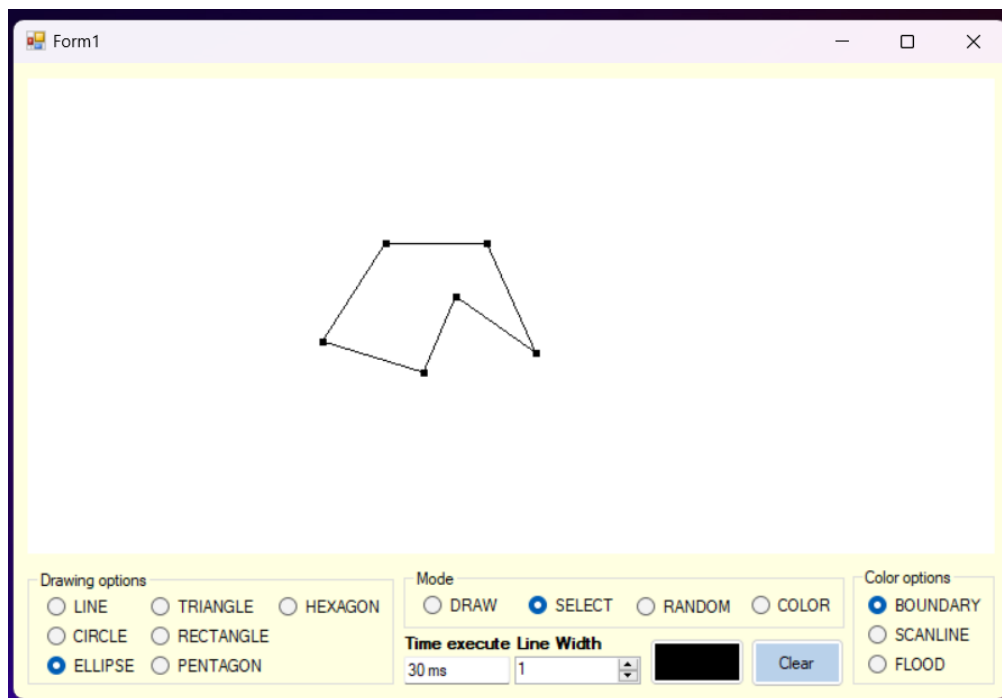 Form1
Drawing options
LINE TRIANGLE HEXAGON
CIRCLE RECTANGLE
ELLIPSE PENTAGON
Mode
DRAW SELECT RANDOM COLOR
Time execute Line Width
30 ms 1 Clear
Color options
BOUNDARY
SCANLINE
FLOOD